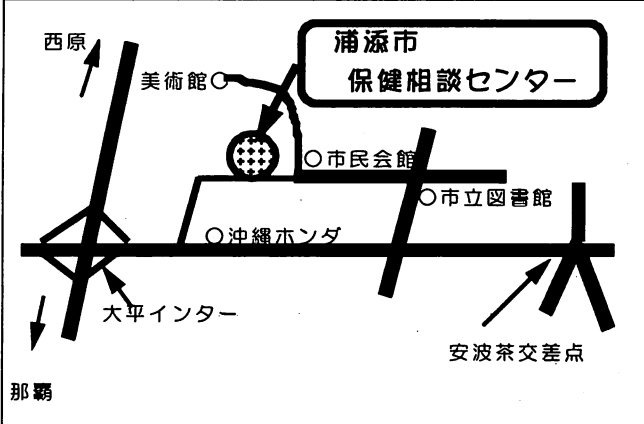 西原
浦添市
保健相談センター
美術館
市民会館
市立図書館
沖縄ホンダ
大平インター
安波茶交差点
那覇